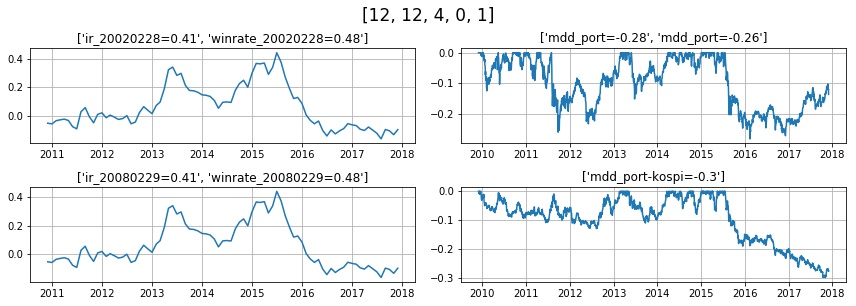 [12, 12, 4, 0, 1]
['ir_20020228=0.41', 'winrate_20020228=0.48']
0.4
0.2
0.0
2011 2012 2013 2014 2015 2016 2017 2018
['mdd_port=-0.28', 'mdd_port=-0.26']
0.0
−0.1
−0.2
2010 2011 2012 2013 2014 2015 2016 2017 2018
['ir_20080229=0.41', 'winrate_20080229=0.48']
0.4
0.2
0.0
2011 2012 2013 2014 2015 2016 2017 2018
['mdd_port-kospi=-0.3']
0.0
−0.1
−0.2
−0.3
2010 2011 2012 2013 2014 2015 2016 2017 2018